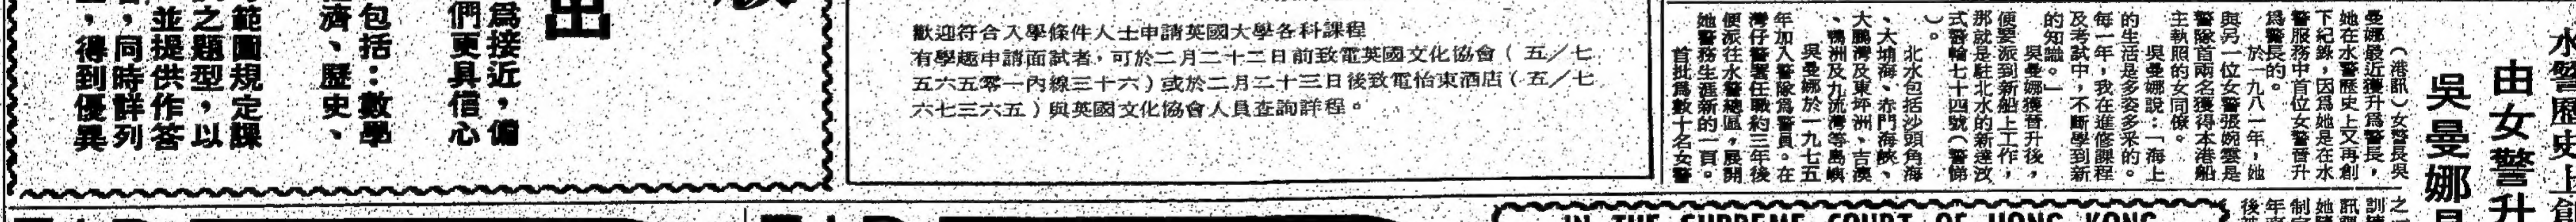 水警歷史上
由女警升
吳曼娜
（港訊）女警長吳
曼娜最近獲升爲警長，
她在水警歷史上又再創
下紀錄，因爲她是在水
警服務中首位女警晉升
爲警長的。
於一九八一年，她
與另一位女警張婉雲是
警隊首兩名獲得本港船
主執照的女同僚。
吳曼娜說：「海上
的生活是多姿多釆的。
每一年，我在進修課程
及考試中，不斷學到新
的知識。」
吳曼娜獲晉升後，
便要派到新船上工作，
那就是駐北水的新達汶
式警輪七十四號（警悌
）。
北水包括沙頭角海
、大埔海、赤門海峽、
大鵬灣及東坪洲、吉澳
、鴨洲及九流灣等島嶼
吳曼娜於一九七五
年加入警隊爲警員。在
灣仔警署任職約三年後
便派往水警總區，展開
她警務生涯新的一頁。
首批爲數十名女警
歡迎符合入學條件人士申請英國大學各科課程
有學趣申請面試者，可於二月二十二日前致電英國文化協會（五／七
五六五零一內線三十六）或於二月二十三日後致電怡東酒店（五／七
六七三六五）與英國文化協會人員查詢詳程。
出
爲接近，備
們更具信心
包括：數學
濟、歷史、
範圍規定課
之題型，以
並提供作答
，同時詳列
，得到優異
IN THE SUPREME COURT OF HONG KONG